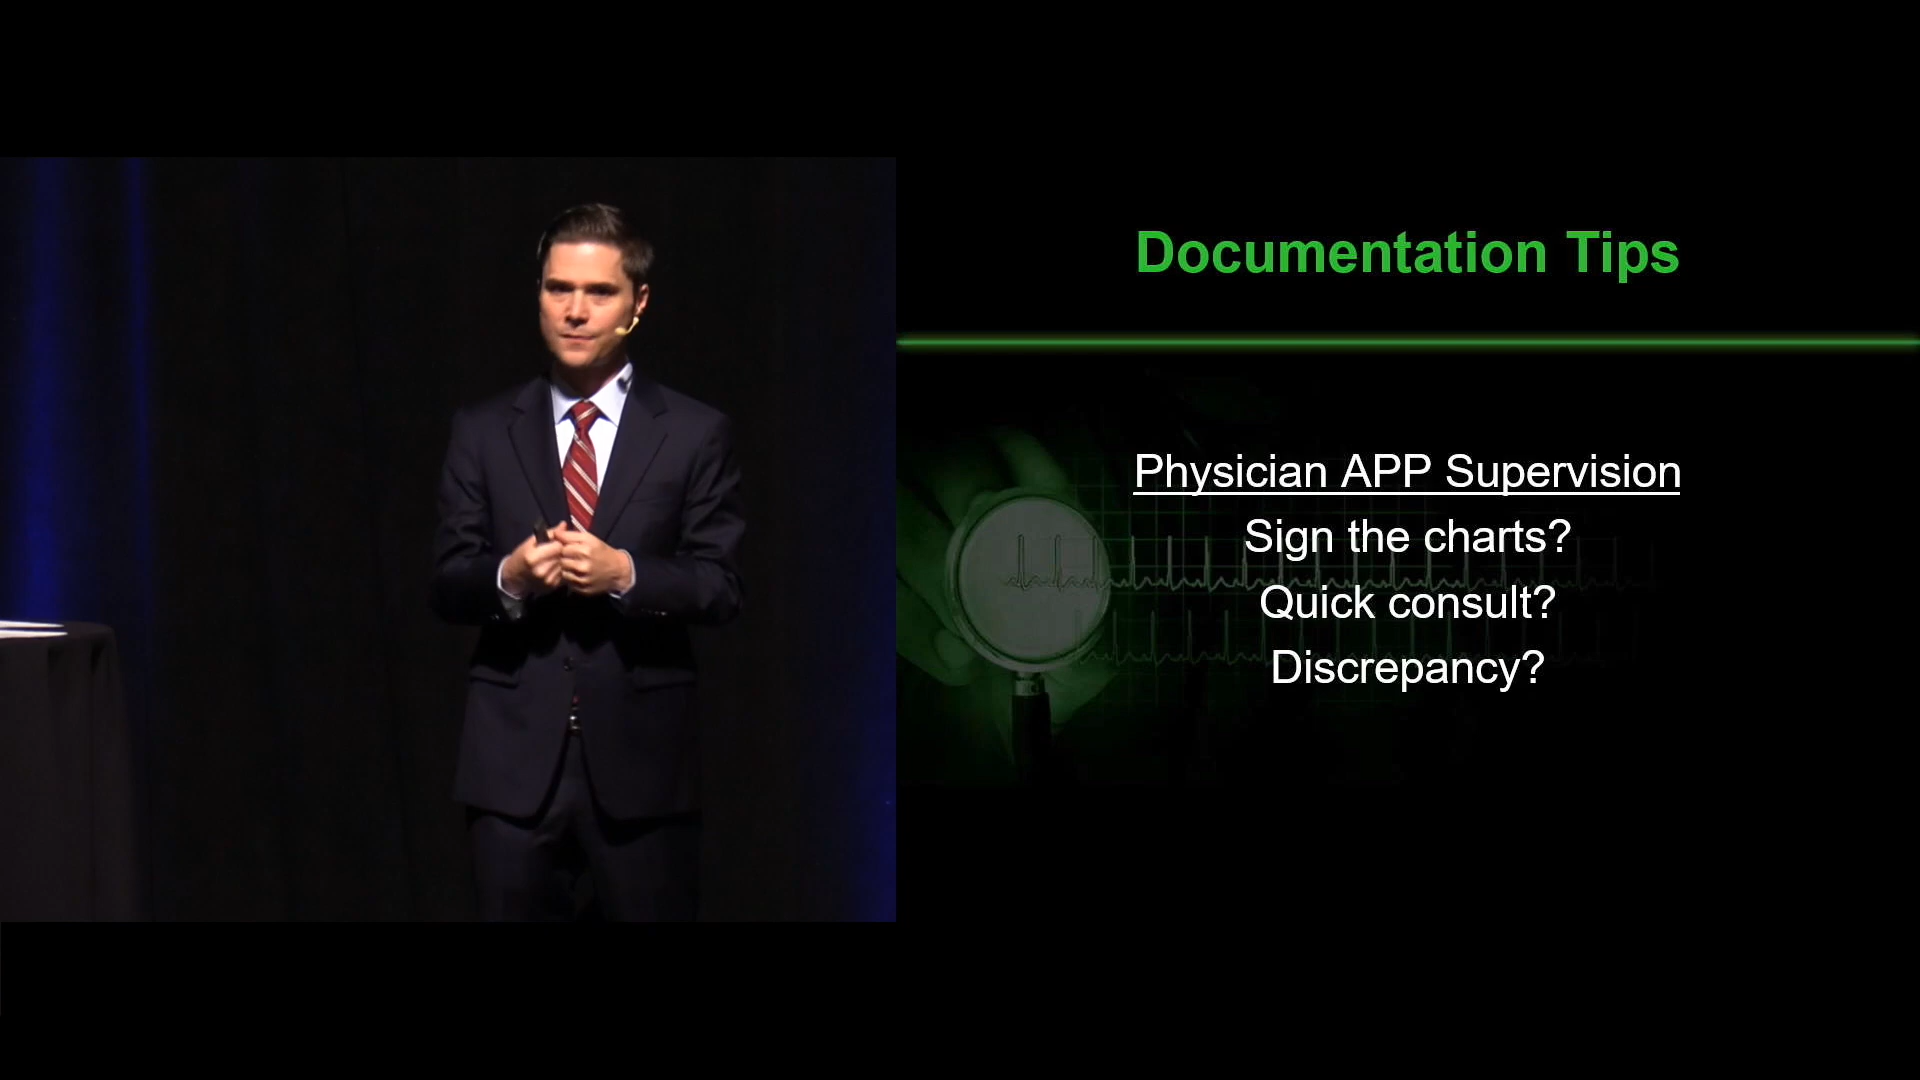 Documentation Tips
Physician APP Supervision
Sign the charts?
Quick consult?
Discrepancy?